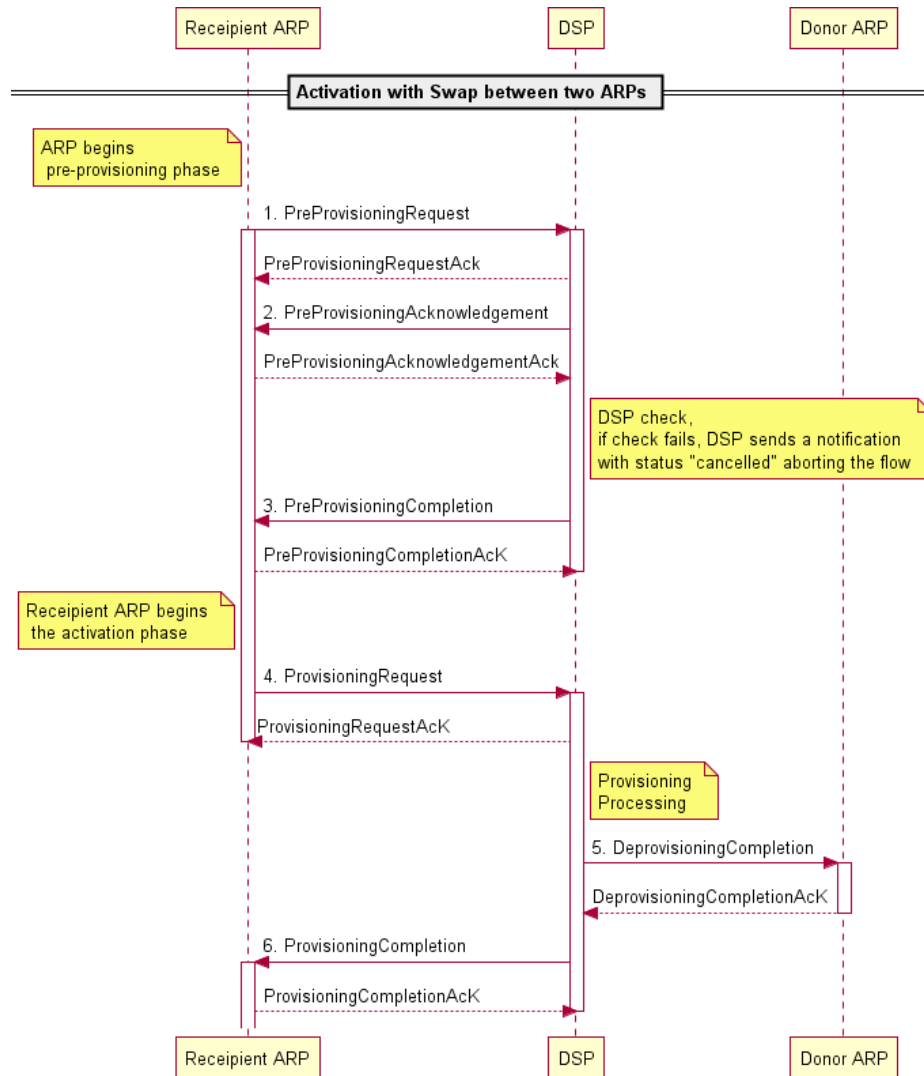 Receipient ARP
DSP
Donor ARP
Activation with Swap between two ARPs
ARP begins
pre-provisioning phase
1. PreProvisioningRequest
PreProvisioningRequestAck
2. PreProvisioningAcknowledgement
PreProvisioningAcknowledgementAck
DSP check,
if check fails, DSP sends a notification
with status "cancelled" aborting the flow
3. PreProvisioningCompletion
PreProvisioningCompletionAcK
Receipient ARP begins
the activation phase
4. ProvisioningRequest
ProvisioningRequestAcK
Provisioning
Processing
5. DeprovisioningCompletion
DeprovisioningCompletionAcK
6. ProvisioningCompletion
ProvisioningCompletionAcK
Receipient ARP
DSP
Donor ARP